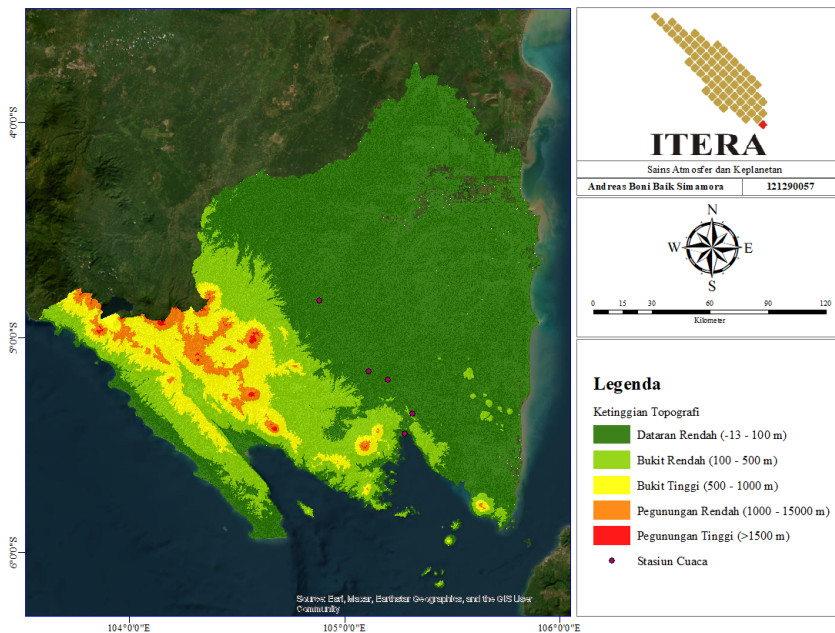 4°0'0"S
5°0'0"S
6°0'0"S
104°0'0"E
105°0'0"E
106°0'0"E
Source: Esri, Maxar, Earthstar Geographics, and the GIS User
Community
ITERA
Sains Atmosfer dan Keplanetan
Andreas Boni Baik Simamora 121290057
N
W E
S
0 15 30 60 90 120
Kilometer
Legenda
Ketinggian Topografi
Dataran Rendah (-13 - 100 m)
Bukit Rendah (100 - 500 m)
Bukit Tinggi (500 - 1000 m)
Pegunungan Rendah (1000 - 15000 m)
Pegunungan Tinggi (>1500 m)
Stasiun Cuaca